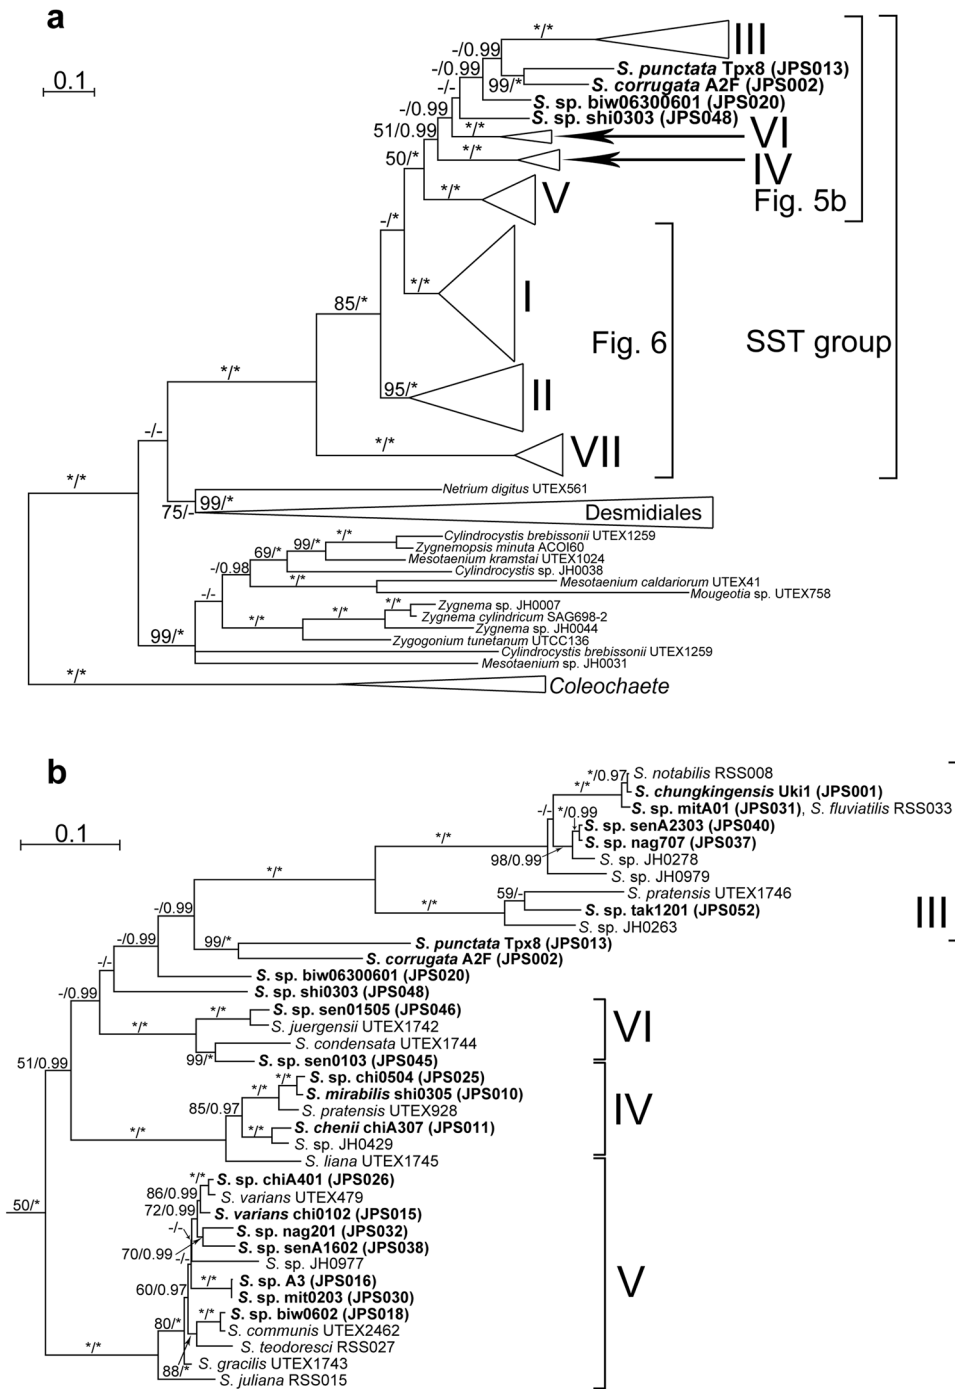 a
0.1
*/*
III
-/0.99
S. punctata Tpx8 (JPS013)
-/0.99
99/*
S. corrugata A2F (JPS002)
-/-
S. sp. biw06300601 (JPS020)
-/0.99
S. sp. shi0303 (JPS048)
51/0.99
*/*
VI
50/*
*/*
IV
*/*
V
Fig. 5b
-/*
*/*
I
85/*
Fig. 6
SST group
*/*
95/*
II
-/-
*/*
VII
*/*
Netrium digitus UTEX561
75/-
99/*
Desmidiales
*/*
Cylindrocystis brebissonii UTEX1259
99/*
Zygnemopsis minuta ACOI60
69/*
Mesotaenium kramstai UTEX1024
-/0.98
Cylindrocystis sp. JH0038
*/*
Mesotaenium caldariorum UTEX41
-/-
Mougeotia sp. UTEX758
*/*
Zygnema sp. JH0007
*/*
Zygnema cylindricum SAG698-2
*/*
Zygnema sp. JH0044
99/*
Zygogonium tunetanum UTCC136
Cylindrocystis brebissonii UTEX1259
Mesotaenium sp. JH0031
*/*
Coleochaete
b
0.1
*/0.97
S. notabilis RSS008
*/*
S. chungkingensis Uki1 (JPS001)
-/-
S. sp. mitA01 (JPS031), S. fluviatilis RSS033
*/0.99
S. sp. senA2303 (JPS040)
*/*
S. sp. nag707 (JPS037)
98/0.99
S. sp. JH0278
*/*
S. sp. JH0979
59/-
S. pratensis UTEX1746
*/*
S. sp. tak1201 (JPS052)
III
-/0.99
S. sp. JH0263
-/0.99
99/*
S. punctata Tpx8 (JPS013)
S. corrugata A2F (JPS002)
-/-
S. sp. biw06300601 (JPS020)
-/0.99
S. sp. shi0303 (JPS048)
*/*
S. sp. sen01505 (JPS046)
*/*
S. juergensii UTEX1742
VI
S. condensata UTEX1744
51/0.99
99/*
S. sp. sen0103 (JPS045)
*/*
S. sp. chi0504 (JPS025)
*/*
S. mirabilis shi0305 (JPS010)
85/0.97
S. pratensis UTEX928
IV
*/*
*/*
S. chenii chiA307 (JPS011)
S. sp. JH0429
S. liana UTEX1745
*/*
S. sp. chiA401 (JPS026)
86/0.99
S. varians UTEX479
50/*
72/0.99
S. varians chi0102 (JPS015)
-/-
S. sp. nag201 (JPS032)
70/0.99
S. sp. senA1602 (JPS038)
-/-
S. sp. JH0977
*/*
S. sp. A3 (JPS016)
V
60/0.97
S. sp. mit0203 (JPS030)
*/*
S. sp. biw0602 (JPS018)
80/*
S. communis UTEX2462
*/*
S. teodoresci RSS027
88/*
S. gracilis UTEX1743
S. juliana RSS015